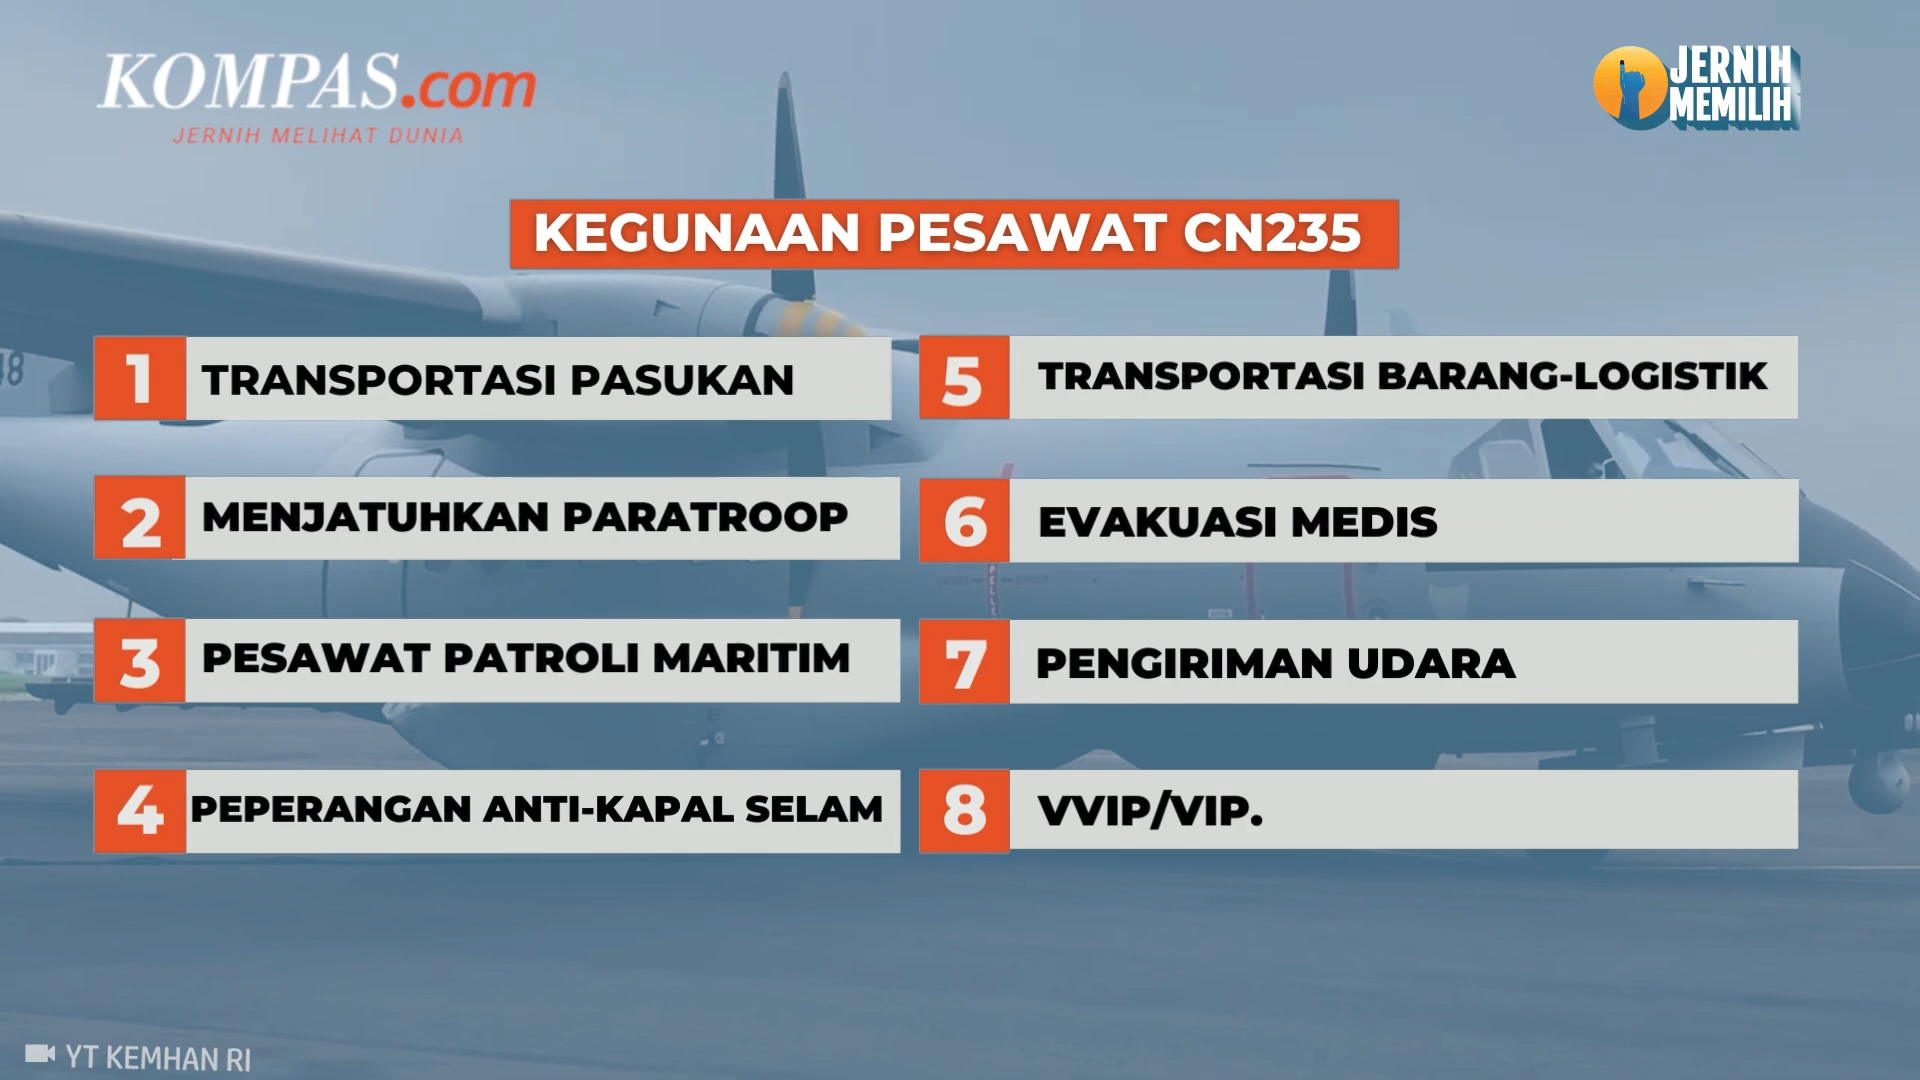 KOMPAS.com
JERNIH MELIHAT DUNIA
JERNIH
MEMILIH
KEGUNAAN PESAWAT CN235
1 TRANSPORTASI PASUKAN
2 MENJATUHKAN PARATROOP
3 PESAWAT PATROLI MARITIM
4 PEPERANGAN ANTI-KAPAL SELAM
5 TRANSPORTASI BARANG-LOGISTIK
6 EVAKUASI MEDIS
7 PENGIRIMAN UDARA
8 VVIP/VIP.
YT KEMHAN RI